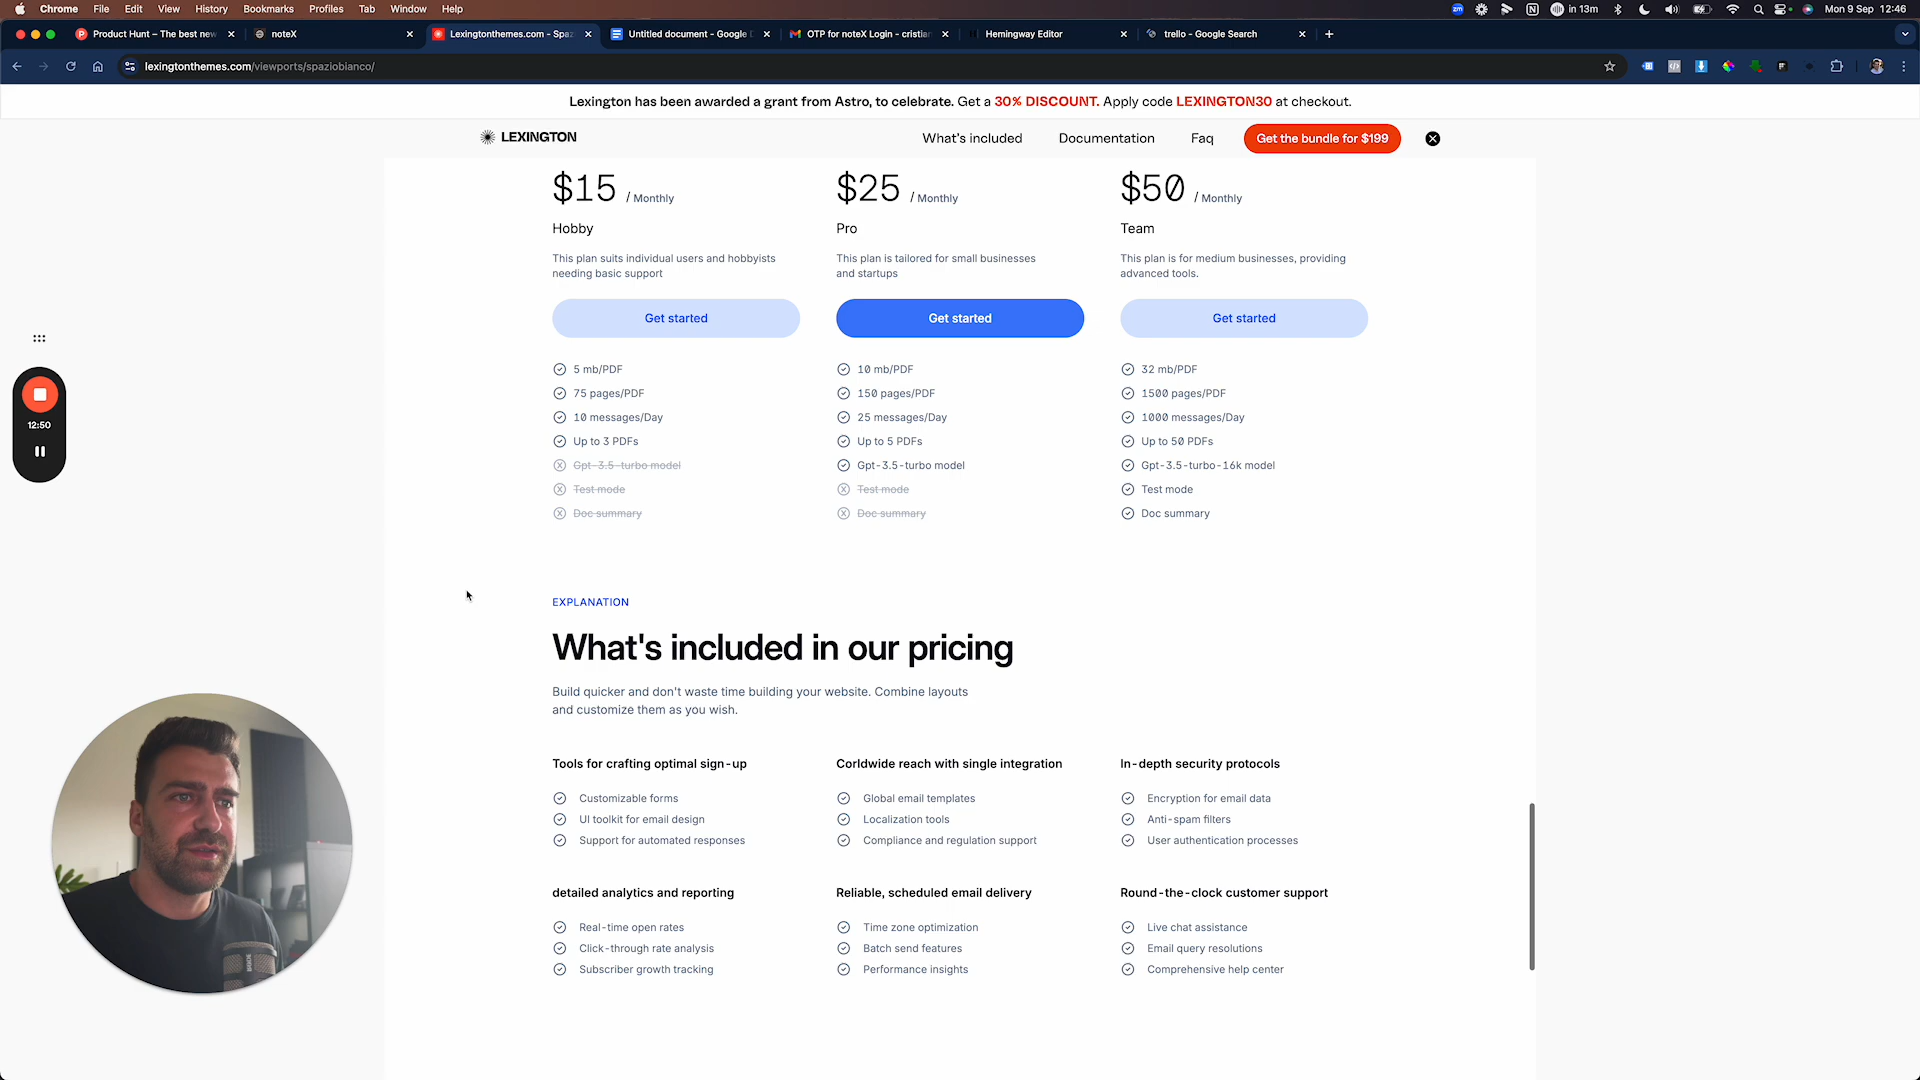 Chrome File Edit View History Bookmarks Profiles Tab Window Help
zm in 13m Mon 9 Sep 12:46
Product Hunt – The best new
noteX
Lexingtonthemes.com - Spaz
Untitled document - Google D
OTP for noteX Login - cristian
Hemingway Editor
trello - Google Search
lexingtonthemes.com/viewports/spaziobianco/
Lexington has been awarded a grant from Astro, to celebrate. Get a 30% DISCOUNT. Apply code LEXINGTON30 at checkout.
LEXINGTON
What's included
Documentation
Faq
Get the bundle for $199
$15 / Monthly
Hobby
This plan suits individual users and hobbyists
needing basic support
Get started
5 mb/PDF
75 pages/PDF
10 messages/Day
Up to 3 PDFs
Gpt-3.5-turbo model
Test mode
Doc summary
$25 / Monthly
Pro
This plan is tailored for small businesses
and startups
Get started
10 mb/PDF
150 pages/PDF
25 messages/Day
Up to 5 PDFs
Gpt-3.5-turbo model
Test mode
Doc summary
$50 / Monthly
Team
This plan is for medium businesses, providing
advanced tools.
Get started
32 mb/PDF
1500 pages/PDF
1000 messages/Day
Up to 50 PDFs
Gpt-3.5-turbo-16k model
Test mode
Doc summary
12:50
EXPLANATION
What's included in our pricing
Build quicker and don't waste time building your website. Combine layouts
and customize them as you wish.
Tools for crafting optimal sign-up
Customizable forms
UI toolkit for email design
Support for automated responses
Corldwide reach with single integration
Global email templates
Localization tools
Compliance and regulation support
In-depth security protocols
Encryption for email data
Anti-spam filters
User authentication processes
detailed analytics and reporting
Real-time open rates
Click-through rate analysis
Subscriber growth tracking
Reliable, scheduled email delivery
Time zone optimization
Batch send features
Performance insights
Round-the-clock customer support
Live chat assistance
Email query resolutions
Comprehensive help center